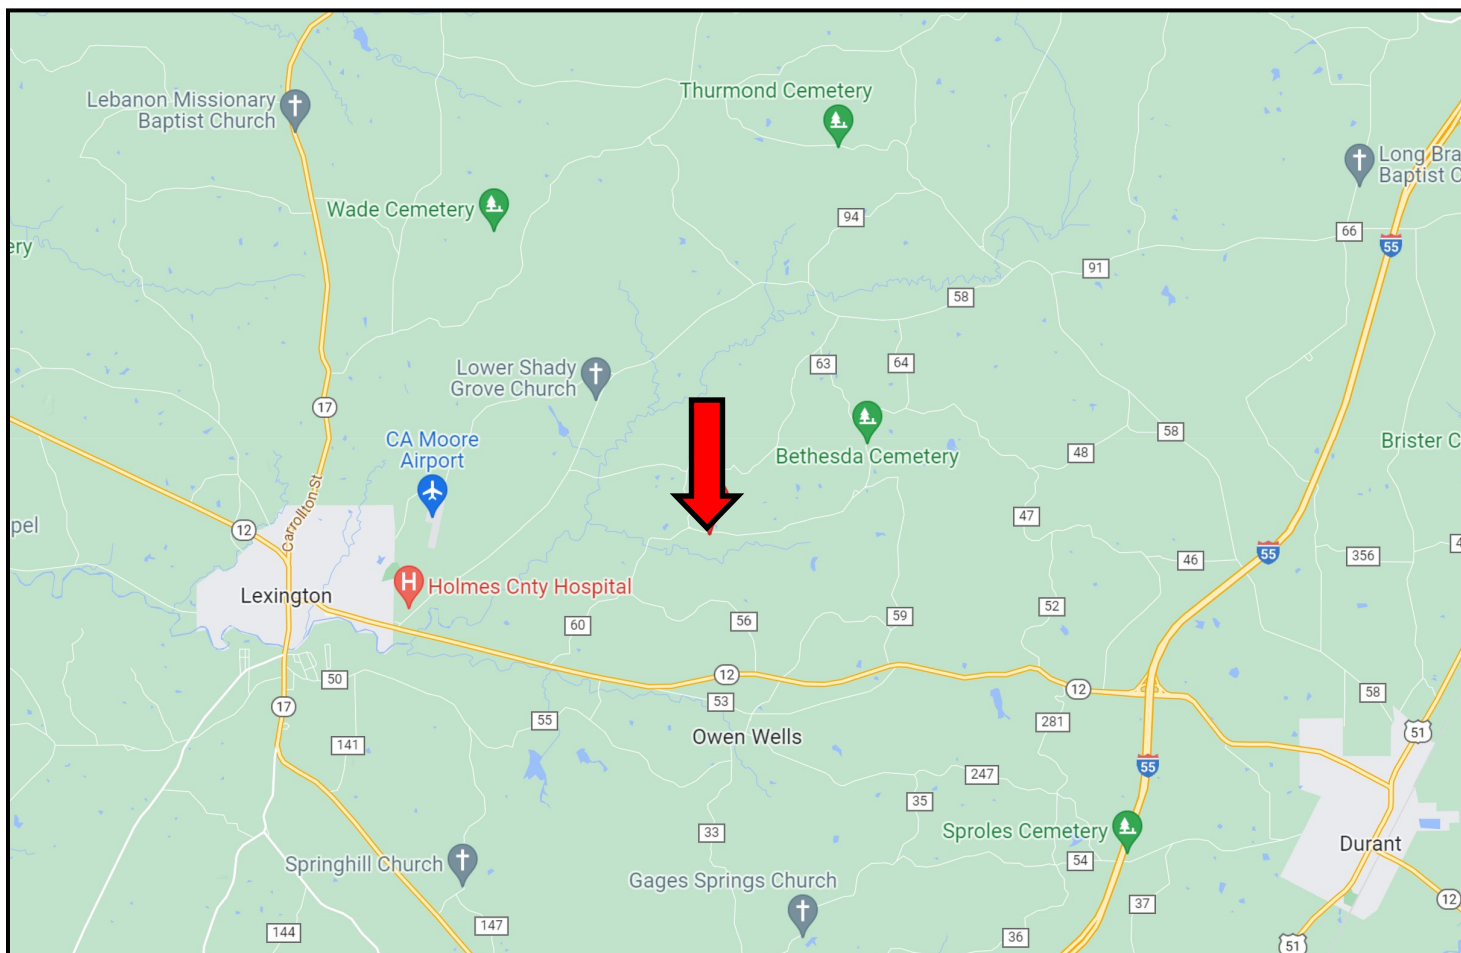 Thurmond Cemetery
Lebanon Missionary
Baptist Church
Long Bra
Baptist C
Wade Cemetery
94
66
ery
55
91
58
Lower Shady
Grove Church
63
64
17
CA Moore
Airport
58
Brister C
Bethesda Cemetery
48
Carrollton St
pel
12
47
55
356
4
46
H
Holmes Cnty Hospital
Lexington
60
56
59
52
50
12
12
58
17
53
55
281
51
141
Owen Wells
55
247
35
33
Sproles Cemetery
Durant
54
Springhill Church
Gages Springs Church
12
37
147
144
36
51